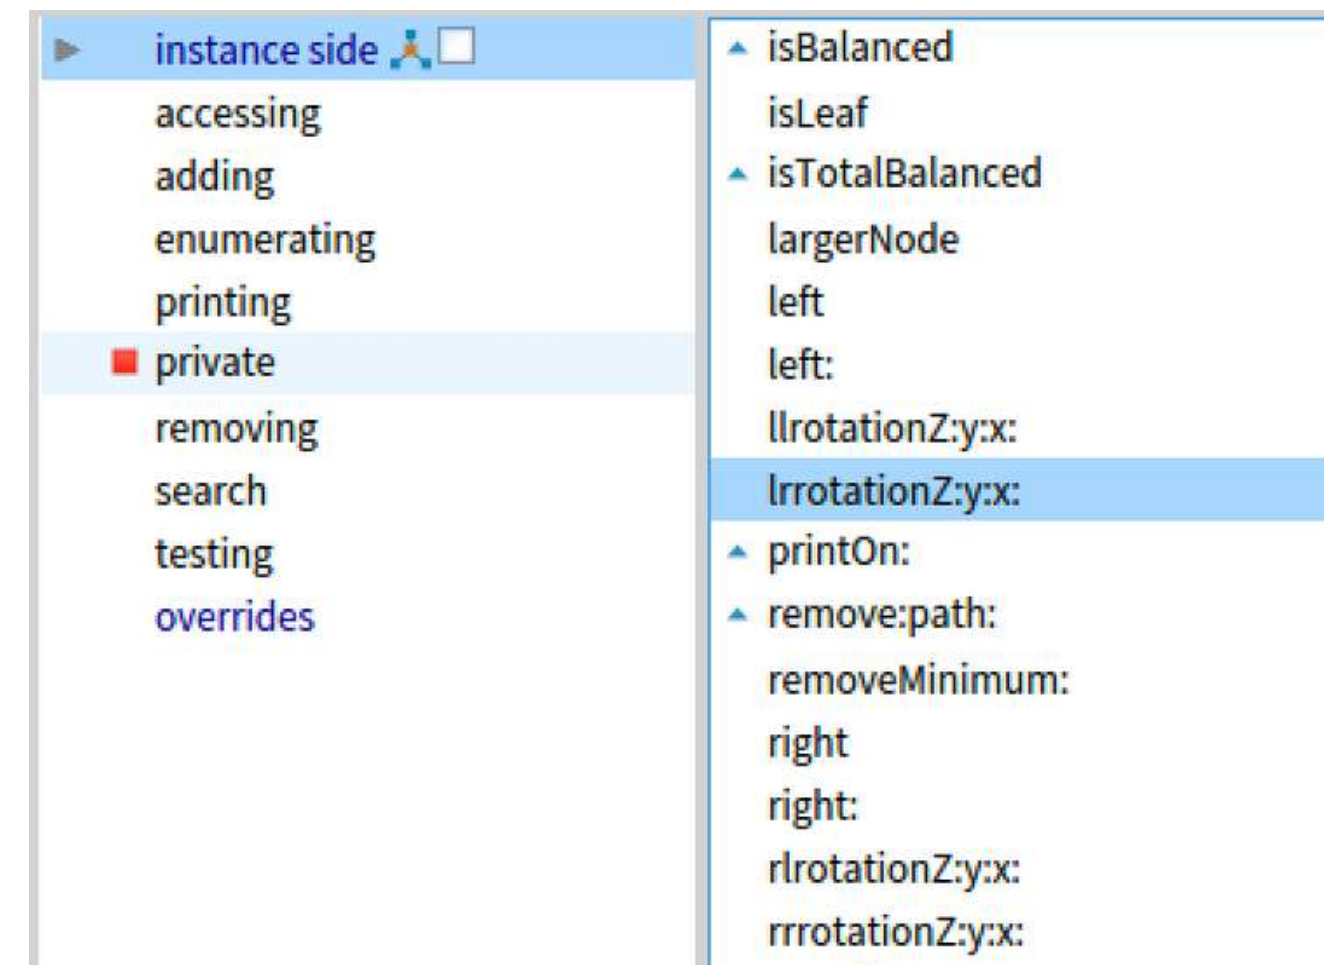 instance side
accessing
adding
enumerating
printing
private
removing
search
testing
overrides
isBalanced
isLeaf
isTotalBalanced
largerNode
left
left:
llrotationZ:y:x:
lrrotationZ:y:x:
printOn:
remove:path:
removeMinimum:
right
right:
rlrotationZ:y:x:
rrrotationZ:y:x: